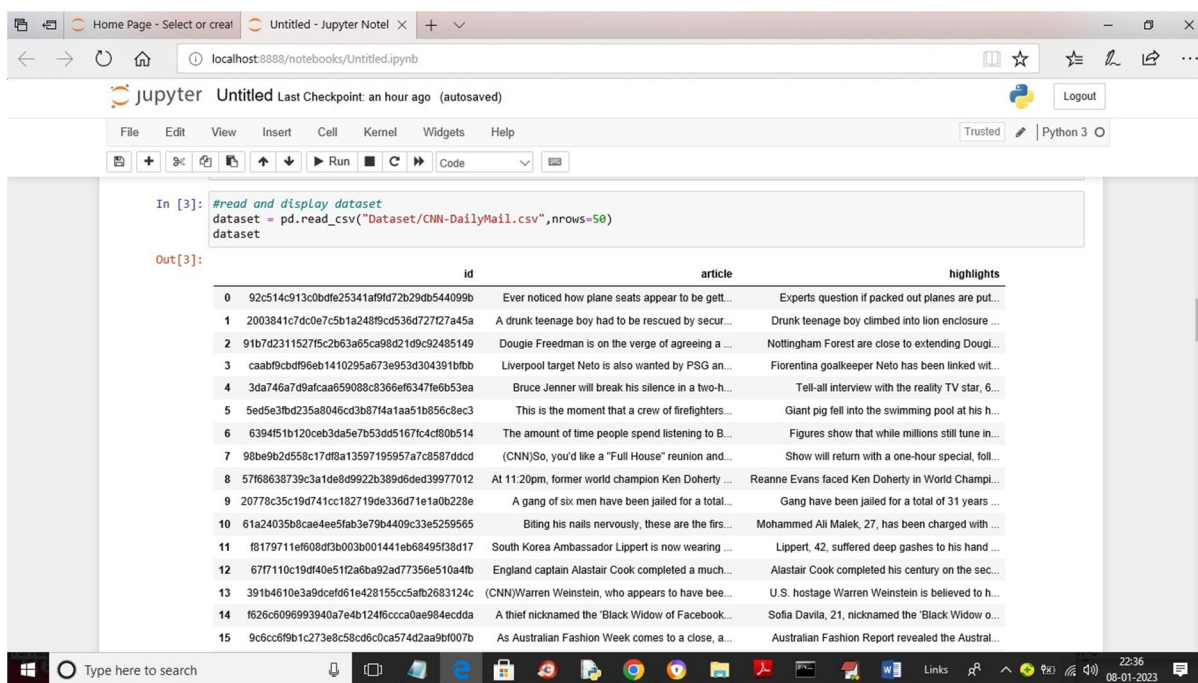 Home Page - Select or creat
Untitled - Jupyter Notel
localhost:8888/notebooks/Untitled.ipynb
jupyter Untitled Last Checkpoint: an hour ago (autosaved)
Logout
File Edit View Insert Cell Kernel Widgets Help
Trusted Python 3
Run Code
In [3]: #read and display dataset
dataset = pd.read_csv("Dataset/CNN-DailyMail.csv",nrows=50)
dataset
Out[3]:
id article highlights
0 92c514c913c0bdfe25341af9fd72b29db544099b Ever noticed how plane seats appear to be gett... Experts question if packed out planes are put...
1 2003841c7dc0e7c5b1a248f9cd536d727f27a45a A drunk teenage boy had to be rescued by secur... Drunk teenage boy climbed into lion enclosure ...
2 91b7d2311527f5c2b63a65ca98d21d9c92485149 Dougie Freedman is on the verge of agreeing a ... Nottingham Forest are close to extending Dougi...
3 caabf9cbdf96eb1410295a673e953d304391bfbb Liverpool target Neto is also wanted by PSG an... Fiorentina goalkeeper Neto has been linked wit...
4 3da746a7d9afcaa659088c8366ef6347fe6b53ea Bruce Jenner will break his silence in a two-h... Tell-all interview with the reality TV star, 6...
5 5ed5e3fbd235a8046cd3b87f4a1aa51b856c8ec3 This is the moment that a crew of firefighters... Giant pig fell into the swimming pool at his h...
6 6394f51b120ceb3da5e7b53dd5167fc4cf80b514 The amount of time people spend listening to B... Figures show that while millions still tune in...
7 98be9b2d558c17df8a13597195957a7c8587ddcd (CNN)So, you'd like a "Full House" reunion and... Show will return with a one-hour special, foll...
8 57f68638739c3a1de8d9922b389d6ded39977012 At 11:20pm, former world champion Ken Doherty ... Reanne Evans faced Ken Doherty in World Champi...
9 20778c35c19d741cc182719de336d71e1a0b228e A gang of six men have been jailed for a total... Gang have been jailed for a total of 31 years ...
10 61a24035b8cae4ee5fab3e79b4409c33e5259565 Biting his nails nervously, these are the firs... Mohammed Ali Malek, 27, has been charged with ...
11 f8179711ef608df3b003b001441eb68495f38d17 South Korea Ambassador Lippert is now wearing ... Lippert, 42, suffered deep gashes to his hand ...
12 67f7110c19df40e51f2a6ba92ad77356e510a4fb England captain Alastair Cook completed a much... Alastair Cook completed his century on the sec...
13 391b4610e3a9dcefd61e428155cc5afb2683124c (CNN)Warren Weinstein, who appears to have bee... U.S. hostage Warren Weinstein is believed to h...
14 f626c6096993940a7e4b124f6ccca0ae984ecdda A thief nicknamed the 'Black Widow of Facebook... Sofia Davila, 21, nicknamed the 'Black Widow o...
15 9c6cc6f9b1c273e8c58cd6c0ca574d2aa9bf007b As Australian Fashion Week comes to a close, a... Australian Fashion Report revealed the Austral...
Type here to search
Links
22:36
08-01-2023